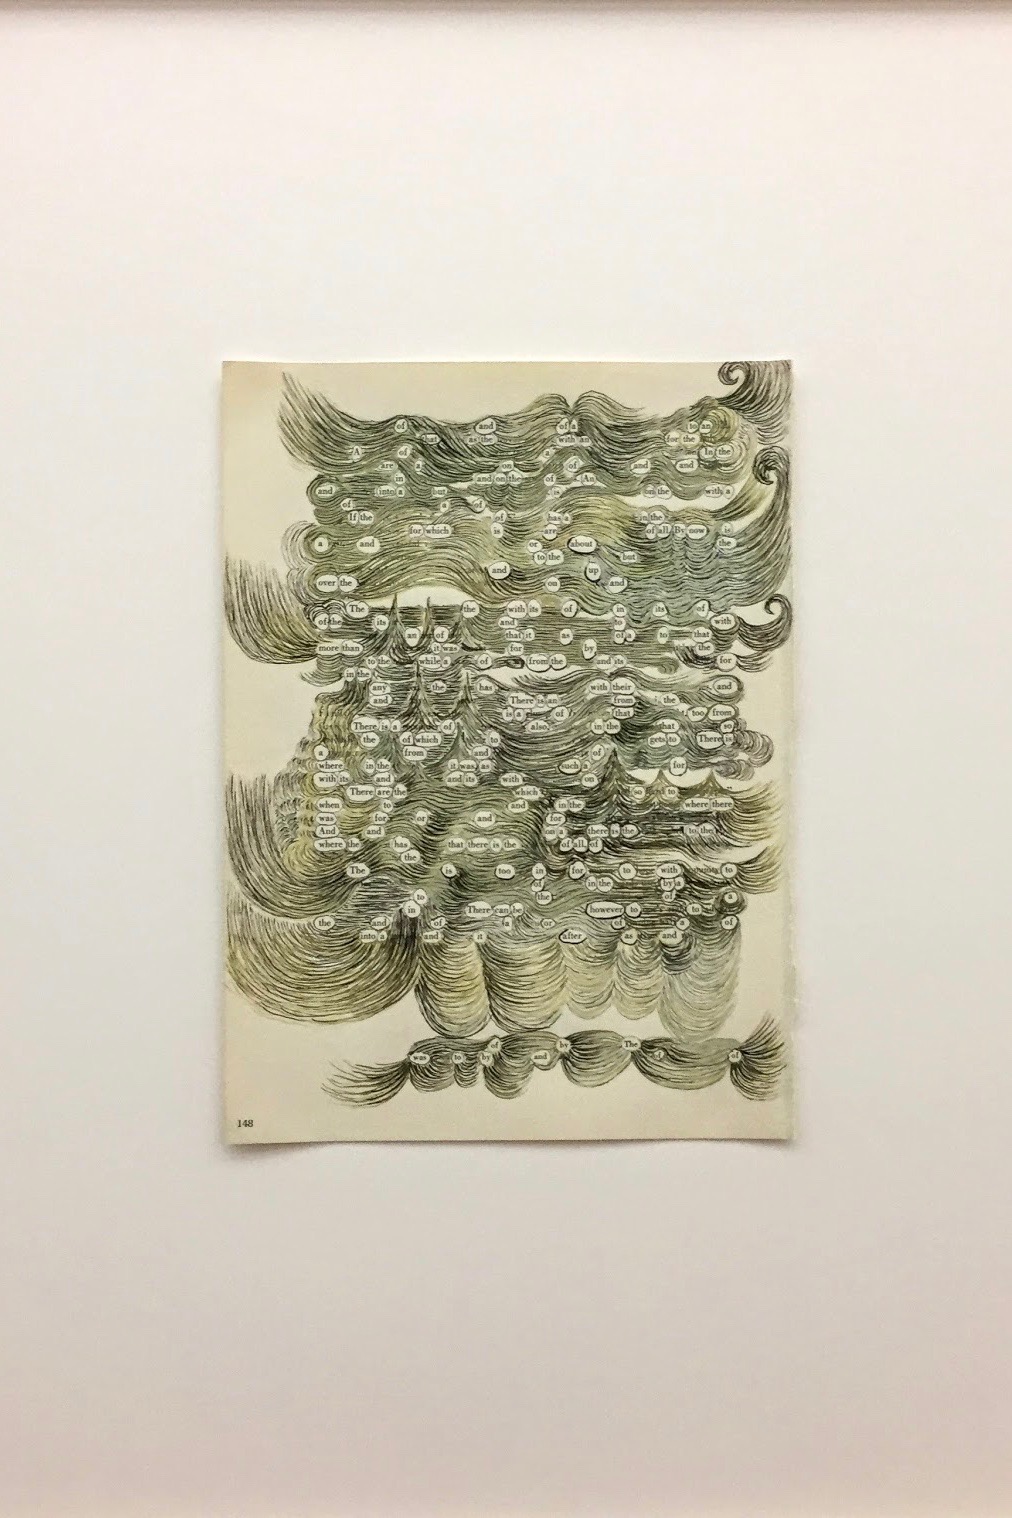 of and of a to an
that as the with an for the
A of a In the
are a on of and and
in and on the of An
and into a but is on the with a
of a of
If the of has a in the
for which is are of all. By now is
a and or about the
to the but
and up
over the on and
The the with its of in its of
of the its and to with
an of that it as of a to that
more than it was for by the
to the while a of from the and its for
in the
any the has with their and
and There is an from is the
is a of that too from
There is a of also, in the that so
the of which to gets to There is
a from and of
where in the it was as such a for
with its and and its with on
There are the which so to
when to and in the where there
was for or and for
And and on a there is the to the
where the has that there is the of all, of
the
The is too in for to with to
of in the by a
to the of a
in There can be however to a to
the and of a or of a of
into a and it after as and
of by The
was to by and of
148